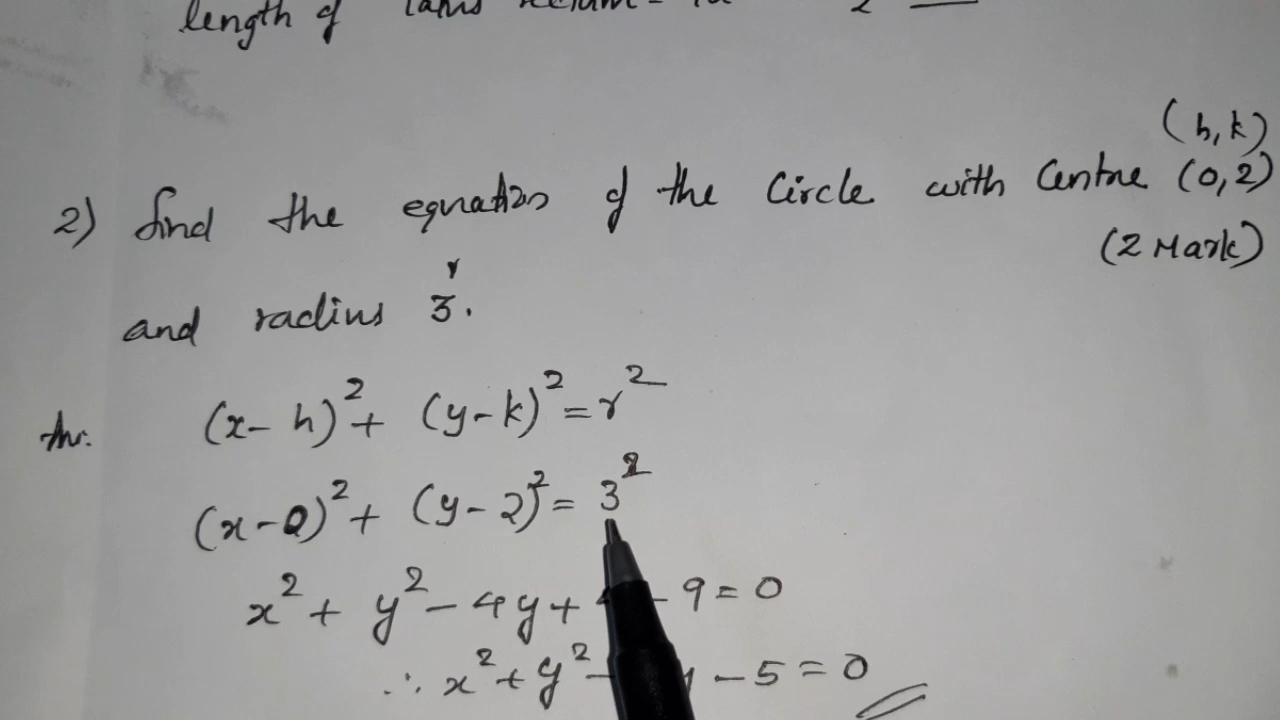 length of
2) find the equation of the Circle with Centre (0,2)
(h,k)
(2 Mark)
and radius 3.
r
Ans. (x-h)²+ (y-k)²=r²
(x-0)²+ (y-2)²= 3²
x²+ y²-4y+ -9=0
∴ x²+y²- -5=0